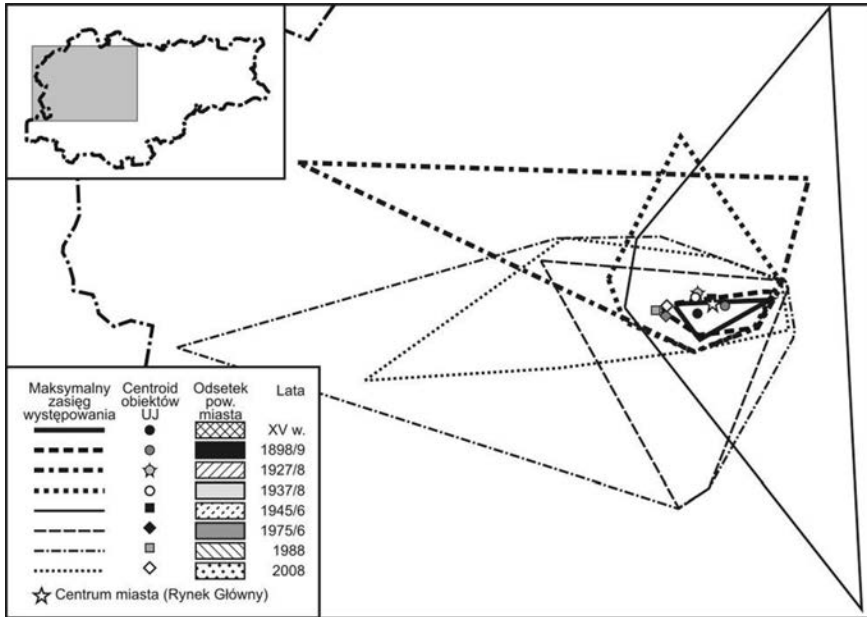 Maksymalny Centroid Odsetek Lata
zasięg obiektów pow.
występowania UJ miasta
XV w.
1898/9
1927/8
1937/8
1945/6
1975/6
1988
2008
Centrum miasta (Rynek Główny)